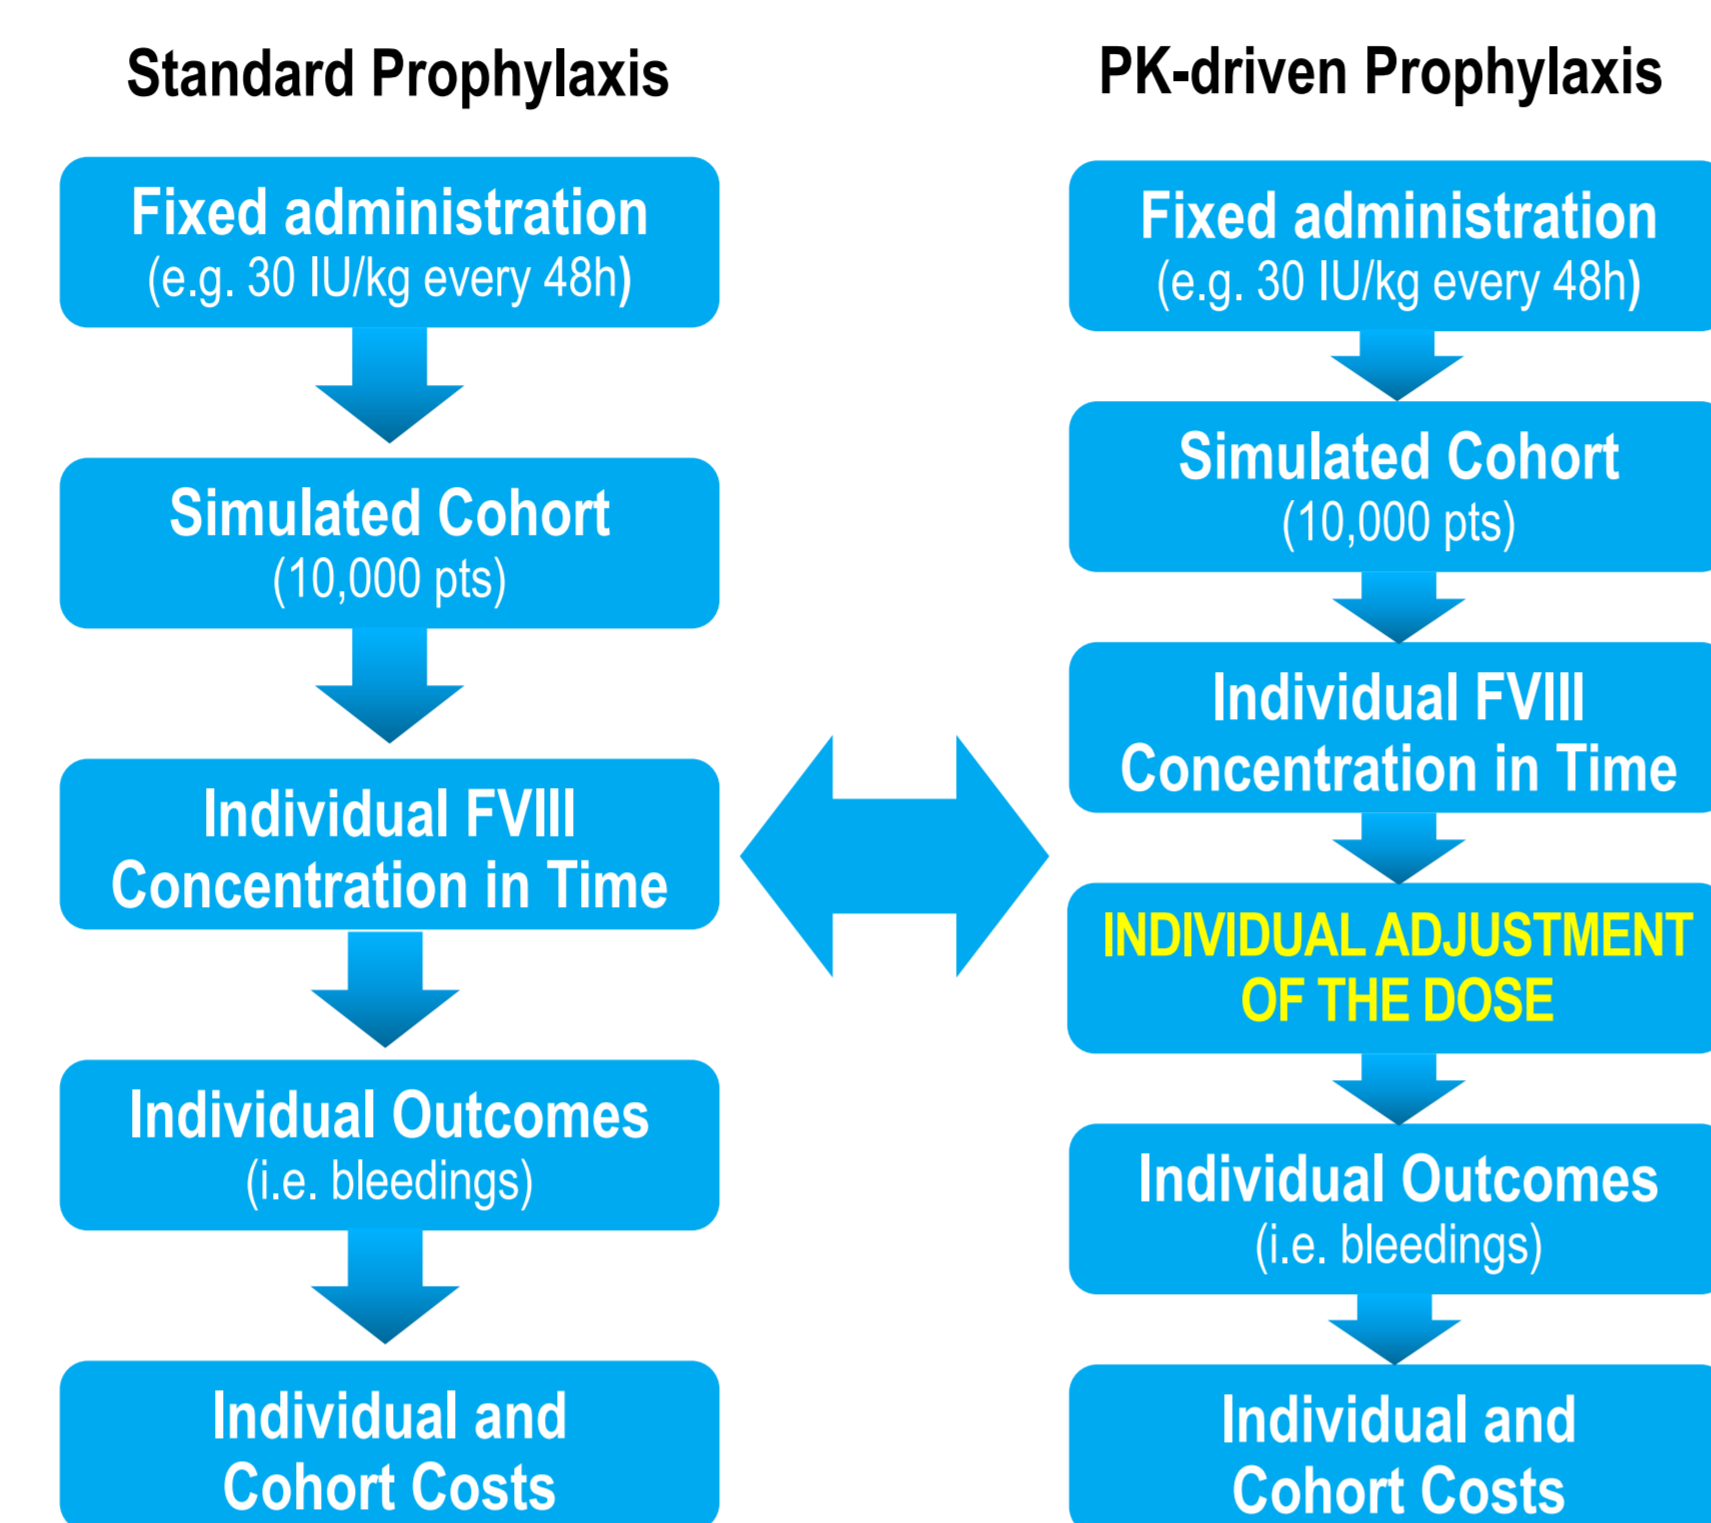 Standard Prophylaxis
Fixed administration
(e.g. 30 IU/kg every 48h)
Simulated Cohort
(10,000 pts)
Individual FVIII
Concentration in Time
Individual Outcomes
(i.e. bleedings)
Individual and
Cohort Costs
PK-driven Prophylaxis
Fixed administration
(e.g. 30 IU/kg every 48h)
Simulated Cohort
(10,000 pts)
Individual FVIII
Concentration in Time
INDIVIDUAL ADJUSTMENT
OF THE DOSE
Individual Outcomes
(i.e. bleedings)
Individual and
Cohort Costs